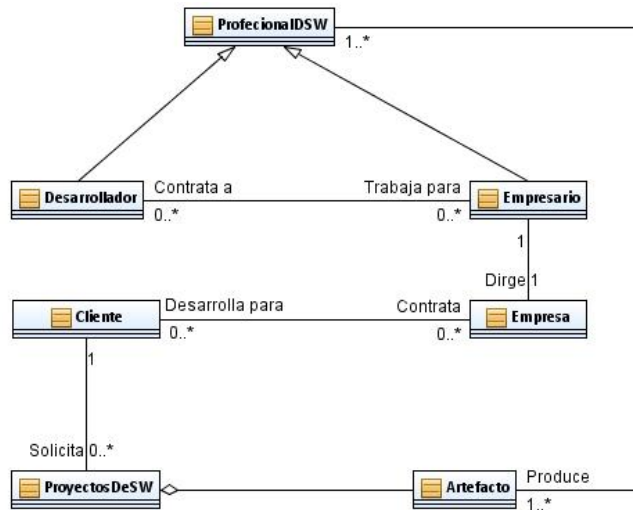 ProfecionalDSW
1..*
Desarrollador
Contrata a
0..*
Trabaja para
0..*
Empresario
1
Dirge 1
Cliente
Desarrolla para
0..*
Contrata
0..*
Empresa
1
Solicita 0..*
ProyectosDeSW
Artefacto
Produce
1..*